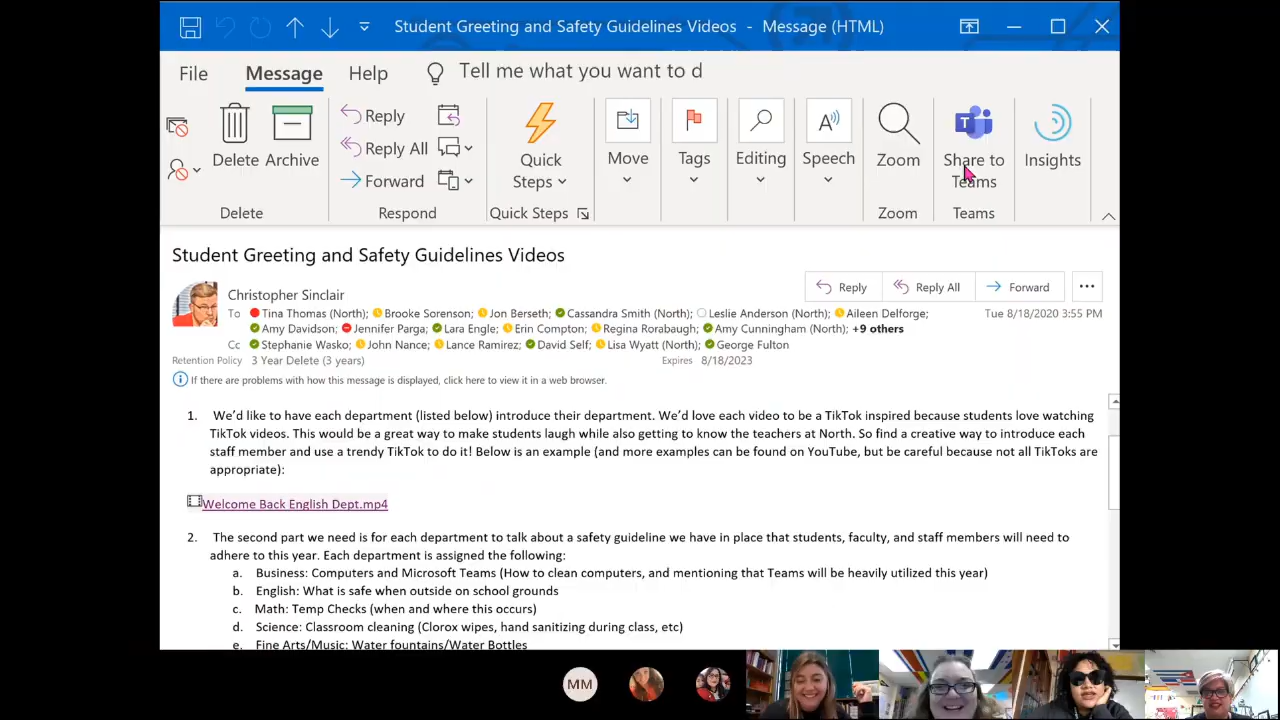 Student Greeting and Safety Guidelines Videos - Message (HTML)
File Message Help Tell me what you want to d
Delete Archive
Reply
Reply All
Forward
Quick Steps
Move
Tags
Editing
Speech
Zoom
Share to Teams
Insights
Delete Respond Quick Steps Zoom Teams
Student Greeting and Safety Guidelines Videos
Christopher Sinclair
Reply Reply All Forward
To Tina Thomas (North); Brooke Sorenson; Jon Berseth; Cassandra Smith (North); Leslie Anderson (North); Aileen Delforge;
Tue 8/18/2020 3:55 PM
Amy Davidson; Jennifer Parga; Lara Engle; Erin Compton; Regina Rorabaugh; Amy Cunningham (North); +9 others
Cc Stephanie Wasko; John Nance; Lance Ramirez; David Self; Lisa Wyatt (North); George Fulton
Retention Policy 3 Year Delete (3 years) Expires 8/18/2023
If there are problems with how this message is displayed, click here to view it in a web browser.
1. We'd like to have each department (listed below) introduce their department. We'd love each video to be a TikTok inspired because students love watching
TikTok videos. This would be a great way to make students laugh while also getting to know the teachers at North. So find a creative way to introduce each
staff member and use a trendy TikTok to do it! Below is an example (and more examples can be found on YouTube, but be careful because not all TikToks are
appropriate):
Welcome Back English Dept.mp4
2. The second part we need is for each department to talk about a safety guideline we have in place that students, faculty, and staff members will need to
adhere to this year. Each department is assigned the following:
a. Business: Computers and Microsoft Teams (How to clean computers, and mentioning that Teams will be heavily utilized this year)
b. English: What is safe when outside on school grounds
c. Math: Temp Checks (when and where this occurs)
d. Science: Classroom cleaning (Clorox wipes, hand sanitizing during class, etc)
e. Fine Arts/Music: Water fountains/Water Bottles
MM